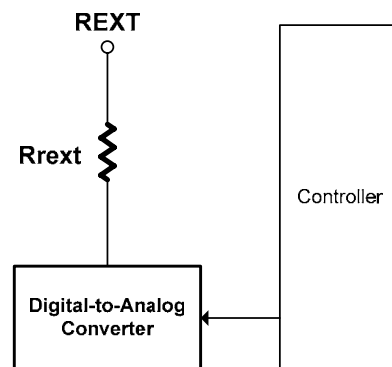 REXT
Rrext
Controller
Digital-to-Analog
Converter